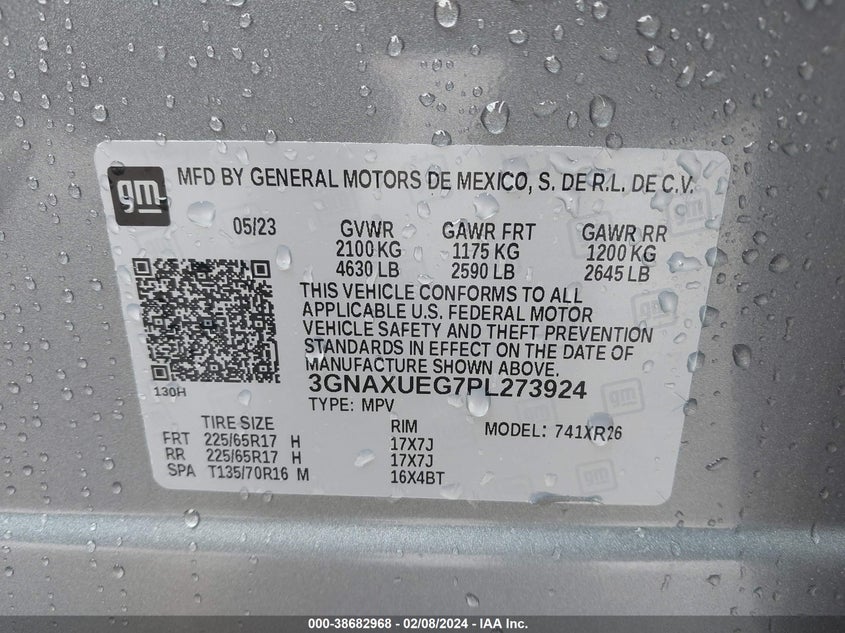 gm MFD BY GENERAL MOTORS DE MEXICO, S. DE R.L. DE C.V.
05/23 GVWR GAWR FRT GAWR RR
2100 KG 1175 KG 1200 KG
4630 LB 2590 LB 2645 LB
THIS VEHICLE CONFORMS TO ALL
APPLICABLE U.S. FEDERAL MOTOR
VEHICLE SAFETY AND THEFT PREVENTION
STANDARDS IN EFFECT ON THE DATE OF
MANUFACTURE SHOWN ABOVE.
130H 3GNAXUEG7PL273924
TYPE: MPV
TIRE SIZE RIM MODEL: 741XR26
FRT 225/65R17 H 17X7J
RR 225/65R17 H 17X7J
SPA T135/70R16 M 16X4BT
000-38682968 - 02/08/2024 - IAA Inc.